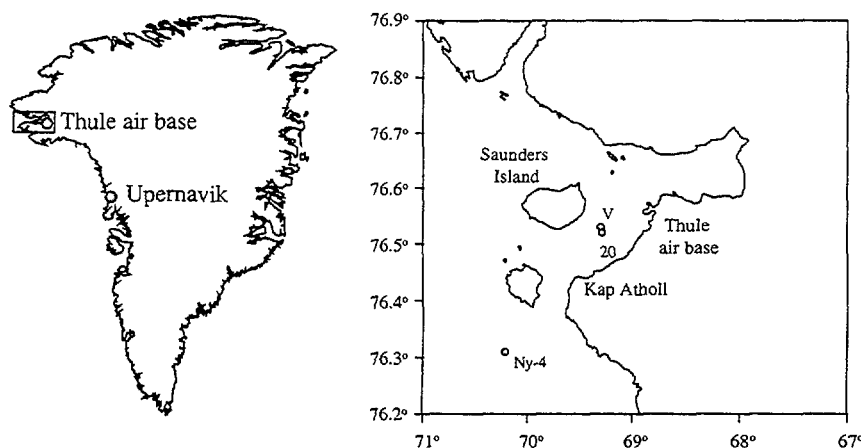 Thule air base
Upernavik
76.9°
76.8°
76.7°
76.6°
76.5°
76.4°
76.3°
76.2°
Saunders
Island
V
20
Thule
air base
Kap Atholl
Ny-4
71°
70°
69°
68°
67°